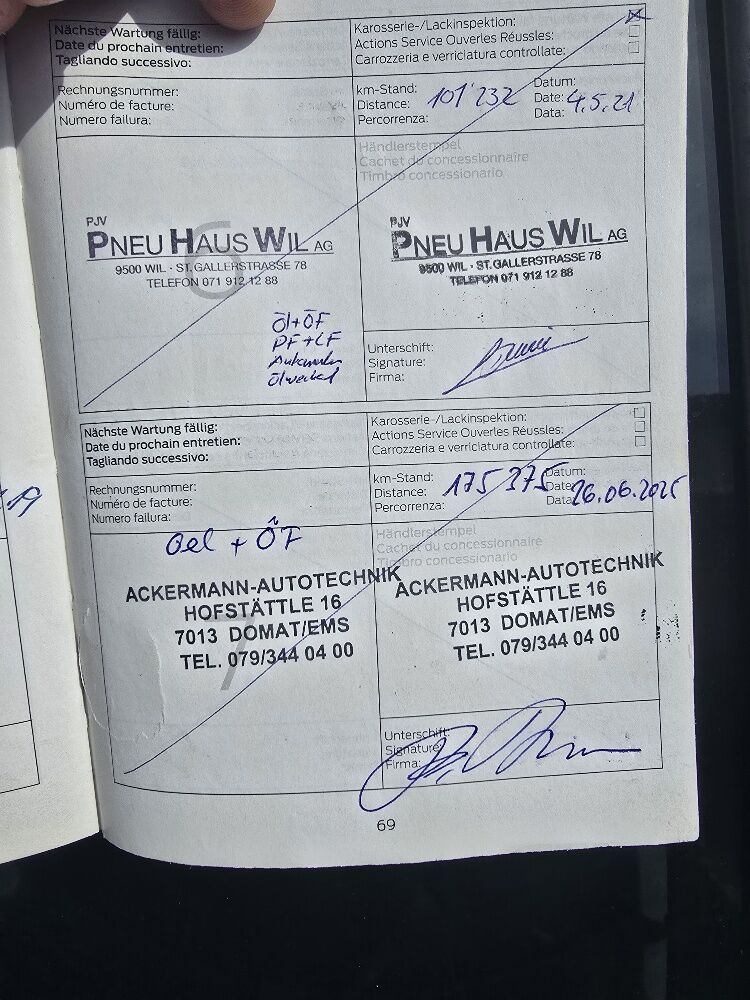 Nächste Wartung fällig:
Date du prochain entretien:
Tagliando successivo:
Karosserie-/Lackinspektion:
Actions Service Ouverles Réussles:
Carrozzeria e verriciatura controllate:
Rechnungsnummer:
Numéro de facture:
Numero failura:
km-Stand:
Distance: 101'232
Percorrenza:
Datum:
Date: 4.5.21
Data:
6
PJV
PNEU HAUS WIL AG
9500 WIL · ST. GALLERSTRASSE 78
TELEFON 071 912 12 88
Öl+ÖF
PF+LF
Ölwechsel
Händlerstempel
Cachet du concessionnaire
Timbro concessionario
PJV
PNEU HAUS WIL AG
9500 WIL · ST. GALLERSTRASSE 78
TELEFON 071 912 12 88
Unterschift:
Signature:
Firma:
Nächste Wartung fällig:
Date du prochain entretien:
Tagliando successivo:
Karosserie-/Lackinspektion:
Actions Service Ouverles Réussles:
Carrozzeria e verriciatura controllate:
Rechnungsnummer:
Numéro de facture:
Numero failura:
km-Stand:
Distance: 175375
Percorrenza:
Datum:
Date:
Data: 26.06.2025
Oel + ÖF
7
ACKERMANN-AUTOTECHNIK
HOFSTÄTTLE 16
7013 DOMAT/EMS
TEL. 079/344 04 00
Händlerstempel
Cachet du concessionnaire
Timbro concessionario
ACKERMANN-AUTOTECHNIK
HOFSTÄTTLE 16
7013 DOMAT/EMS
TEL. 079/344 04 00
Unterschift:
Signature:
Firma:
69